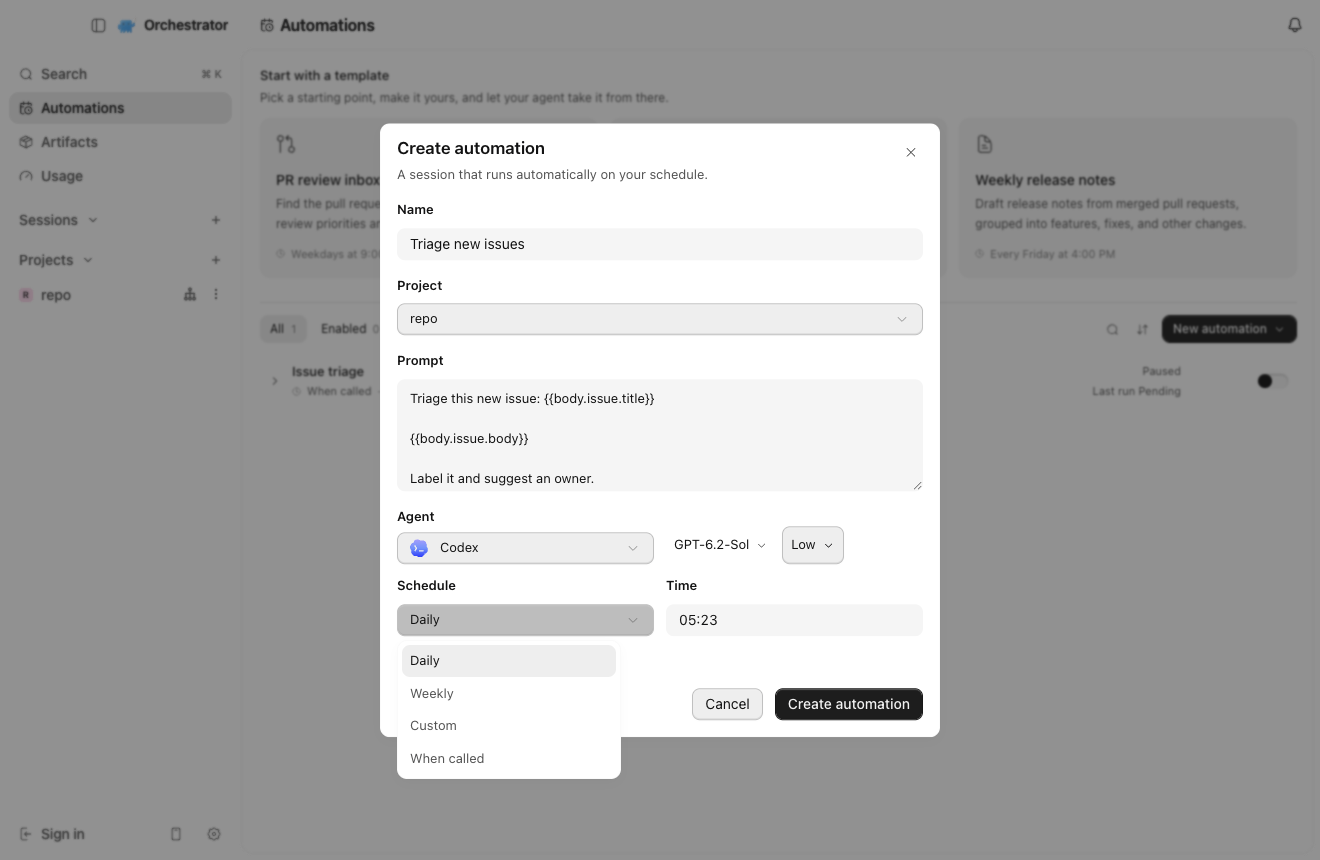 Orchestrator
Automations
Search
⌘ K
Automations
Artifacts
Usage
Sessions
Projects
R
repo
Sign in
Start with a template
Pick a starting point, make it yours, and let your agent take it from there.
PR review inbox
Find the pull
review priorities
Weekdays at
Weekly release notes
Draft release notes from merged pull requests,
grouped into features, fixes, and other changes.
Every Friday at 4:00 PM
All 1
Enabled 0
New automation
Issue triage
When called
Paused
Last run Pending
Create automation
A session that runs automatically on your schedule.
Name
Triage new issues
Project
repo
Prompt
Triage this new issue: {{body.issue.title}}
{{body.issue.body}}
Label it and suggest an owner.
Agent
Codex
GPT-6.2-Sol
Low
Schedule
Time
Daily
05:23
Daily
Weekly
Custom
When called
Cancel
Create automation